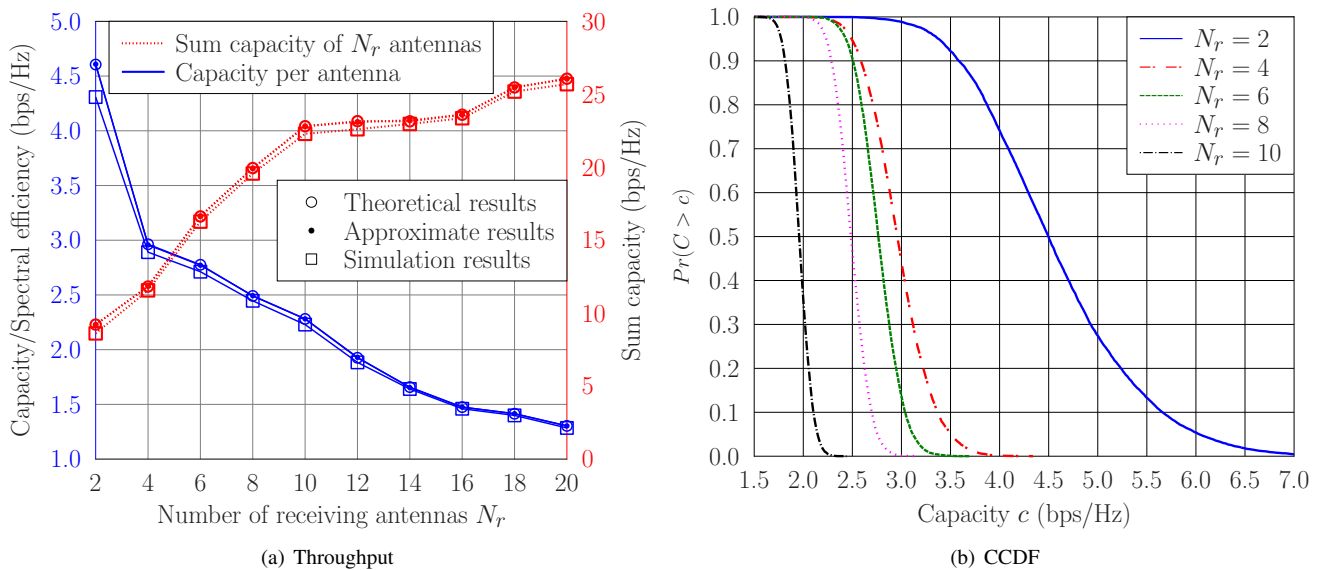 Sum capacity of N_r antennas
Capacity per antenna
Theoretical results
Approximate results
Simulation results
Capacity/Spectral efficiency (bps/Hz)
5.0
4.5
4.0
3.5
3.0
2.5
2.0
1.5
1.0
2 4 6 8 10 12 14 16 18 20
Number of receiving antennas N_r
30
25
20
15
10
5
0
Sum capacity (bps/Hz)
(a) Throughput
Pr(C > c)
1.0
0.9
0.8
0.7
0.6
0.5
0.4
0.3
0.2
0.1
0.0
N_r = 2
N_r = 4
N_r = 6
N_r = 8
N_r = 10
1.5 2.0 2.5 3.0 3.5 4.0 4.5 5.0 5.5 6.0 6.5 7.0
Capacity c (bps/Hz)
(b) CCDF